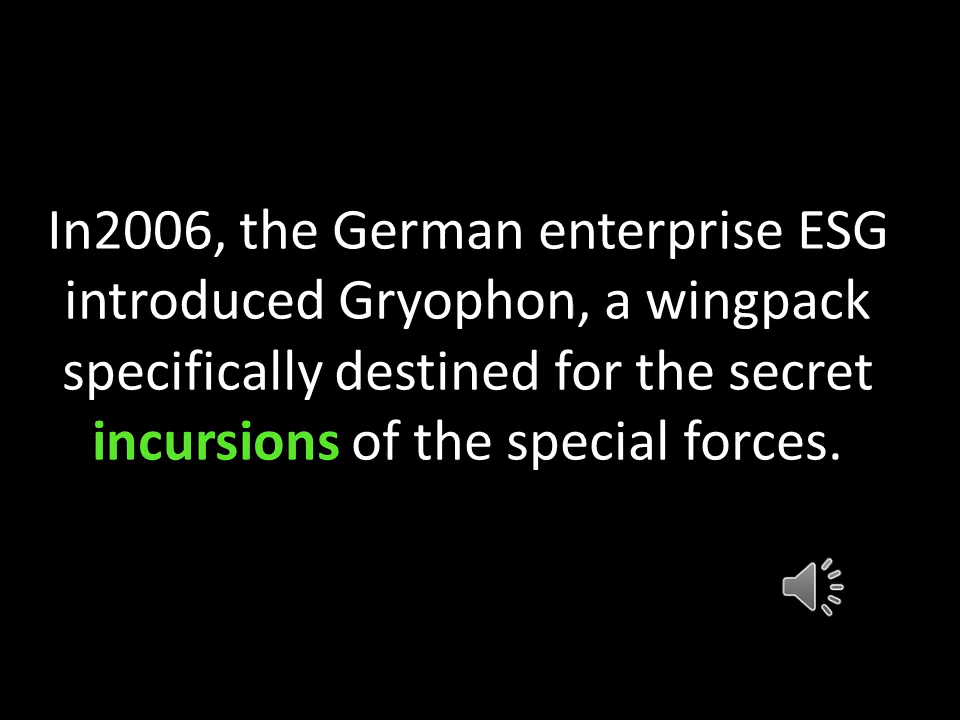 In2006, the German enterprise ESG
introduced Gryophon, a wingpack
specifically destined for the secret
incursions of the special forces.